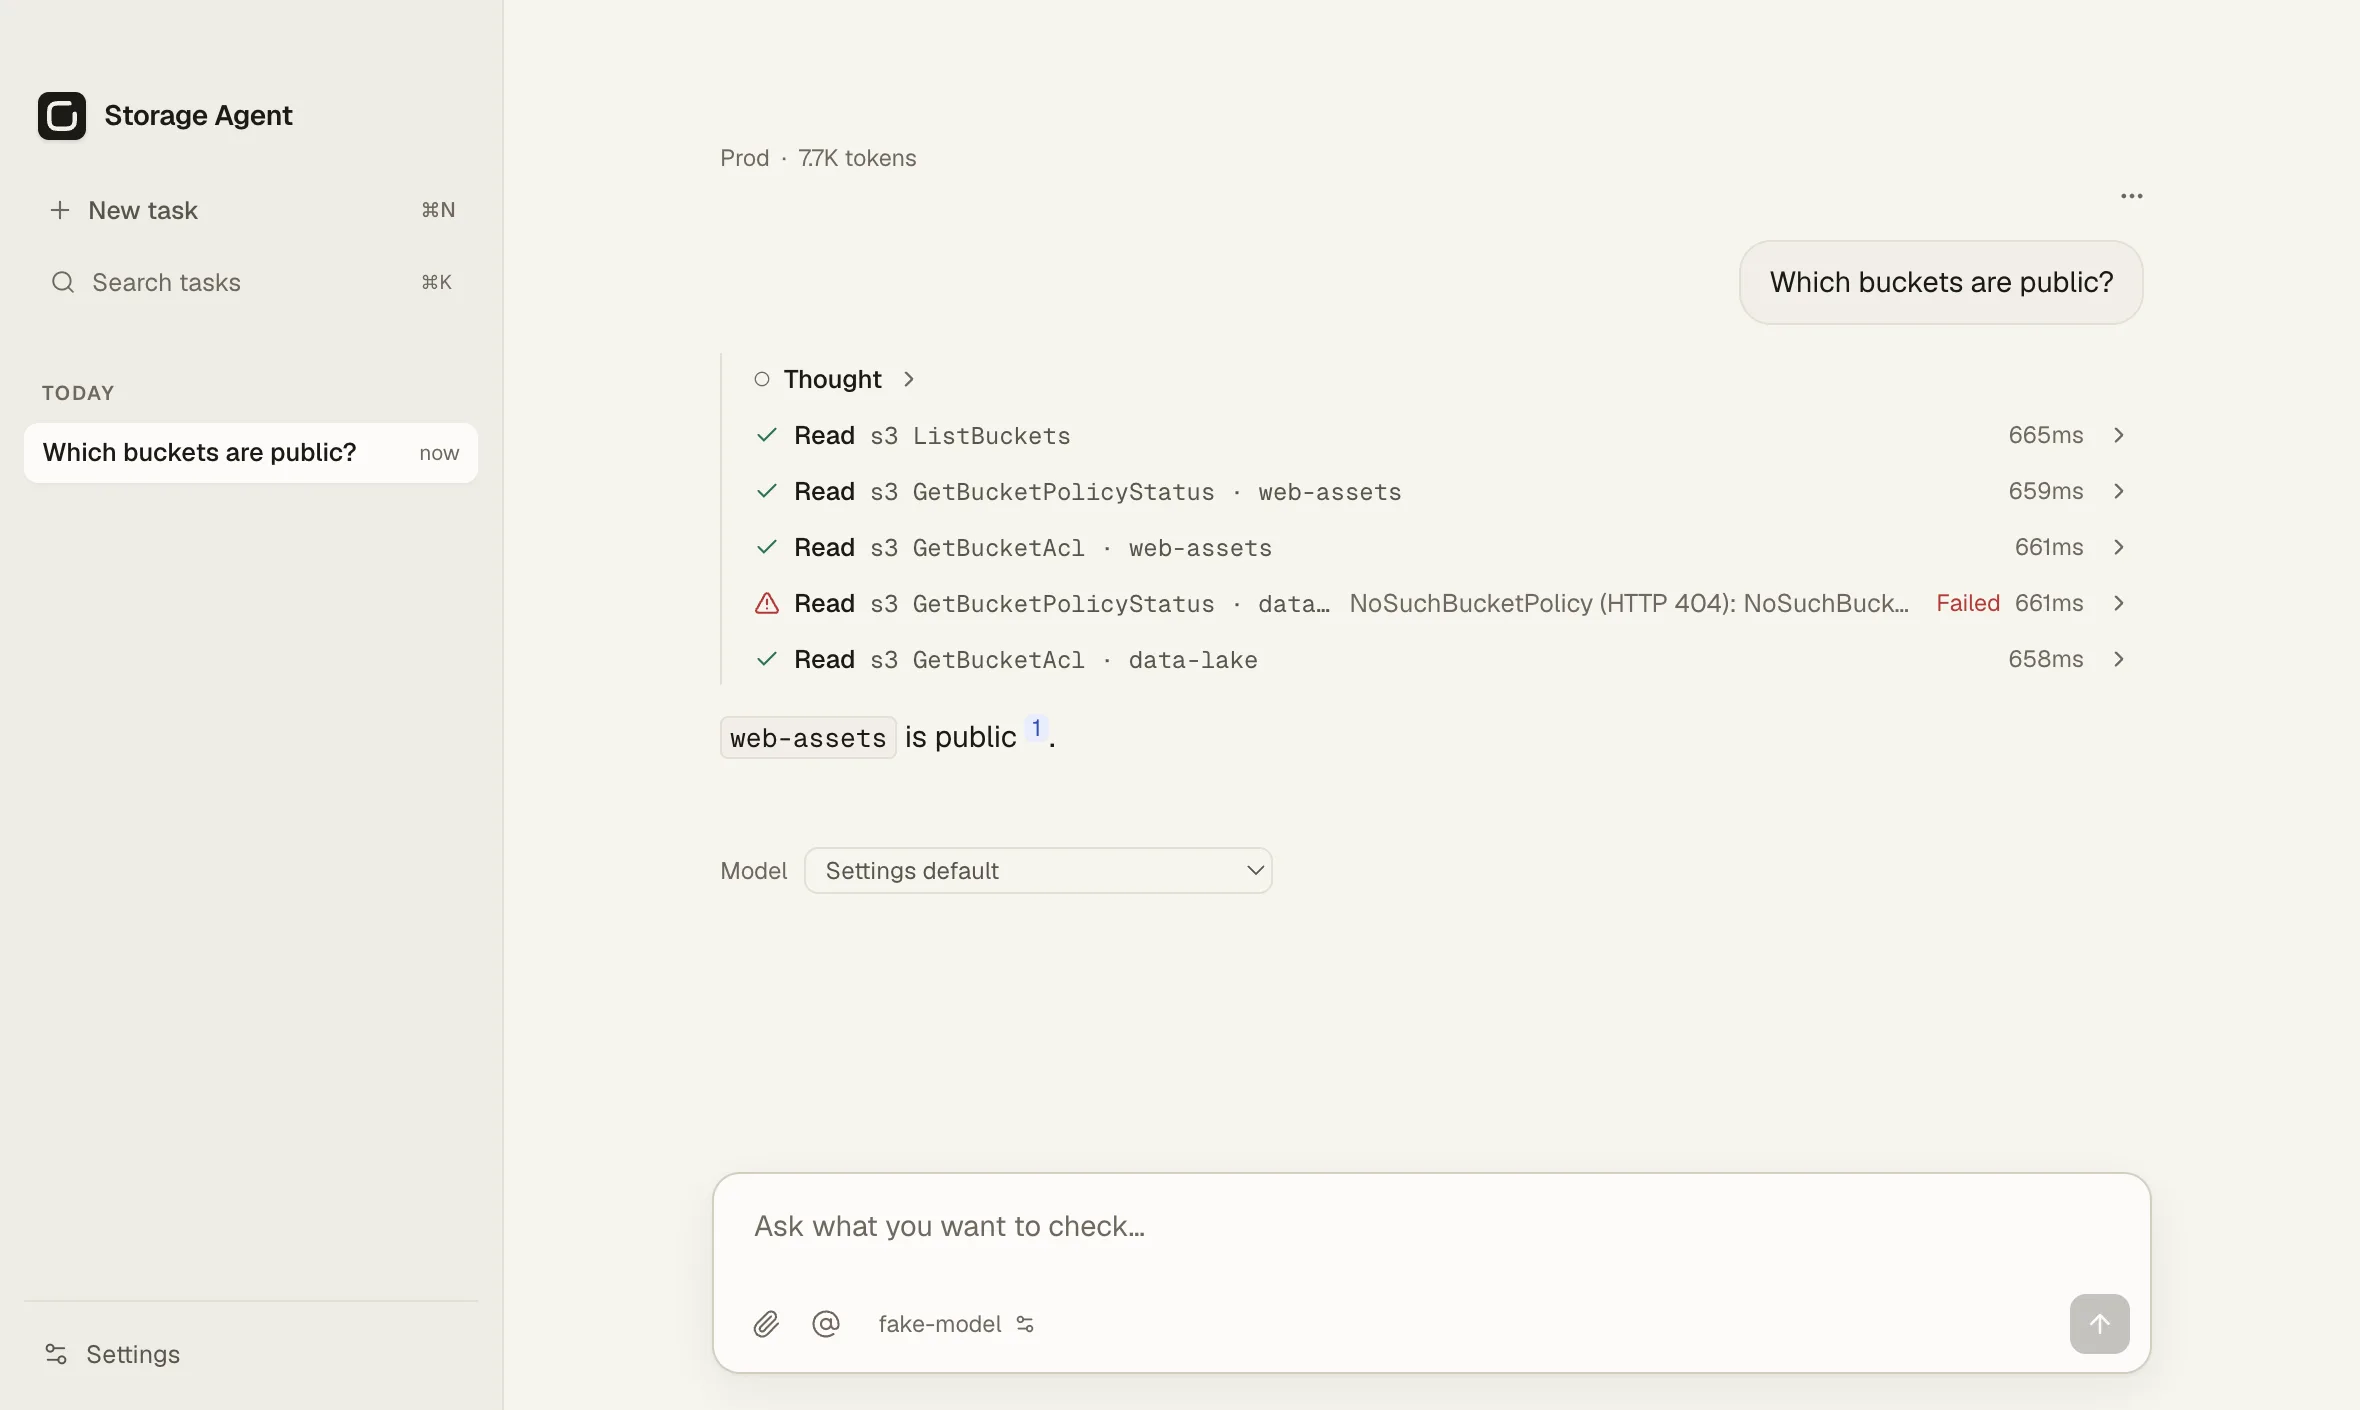 Storage Agent
New task ⌘N
Search tasks ⌘K
TODAY
Which buckets are public? now
Settings
Prod · 7.7K tokens
Which buckets are public?
Thought
Read s3 ListBuckets 665ms
Read s3 GetBucketPolicyStatus · web-assets 659ms
Read s3 GetBucketAcl · web-assets 661ms
Read s3 GetBucketPolicyStatus · data… NoSuchBucketPolicy (HTTP 404): NoSuchBuck… Failed 661ms
Read s3 GetBucketAcl · data-lake 658ms
web-assets is public 1.
Model Settings default
Ask what you want to check…
fake-model